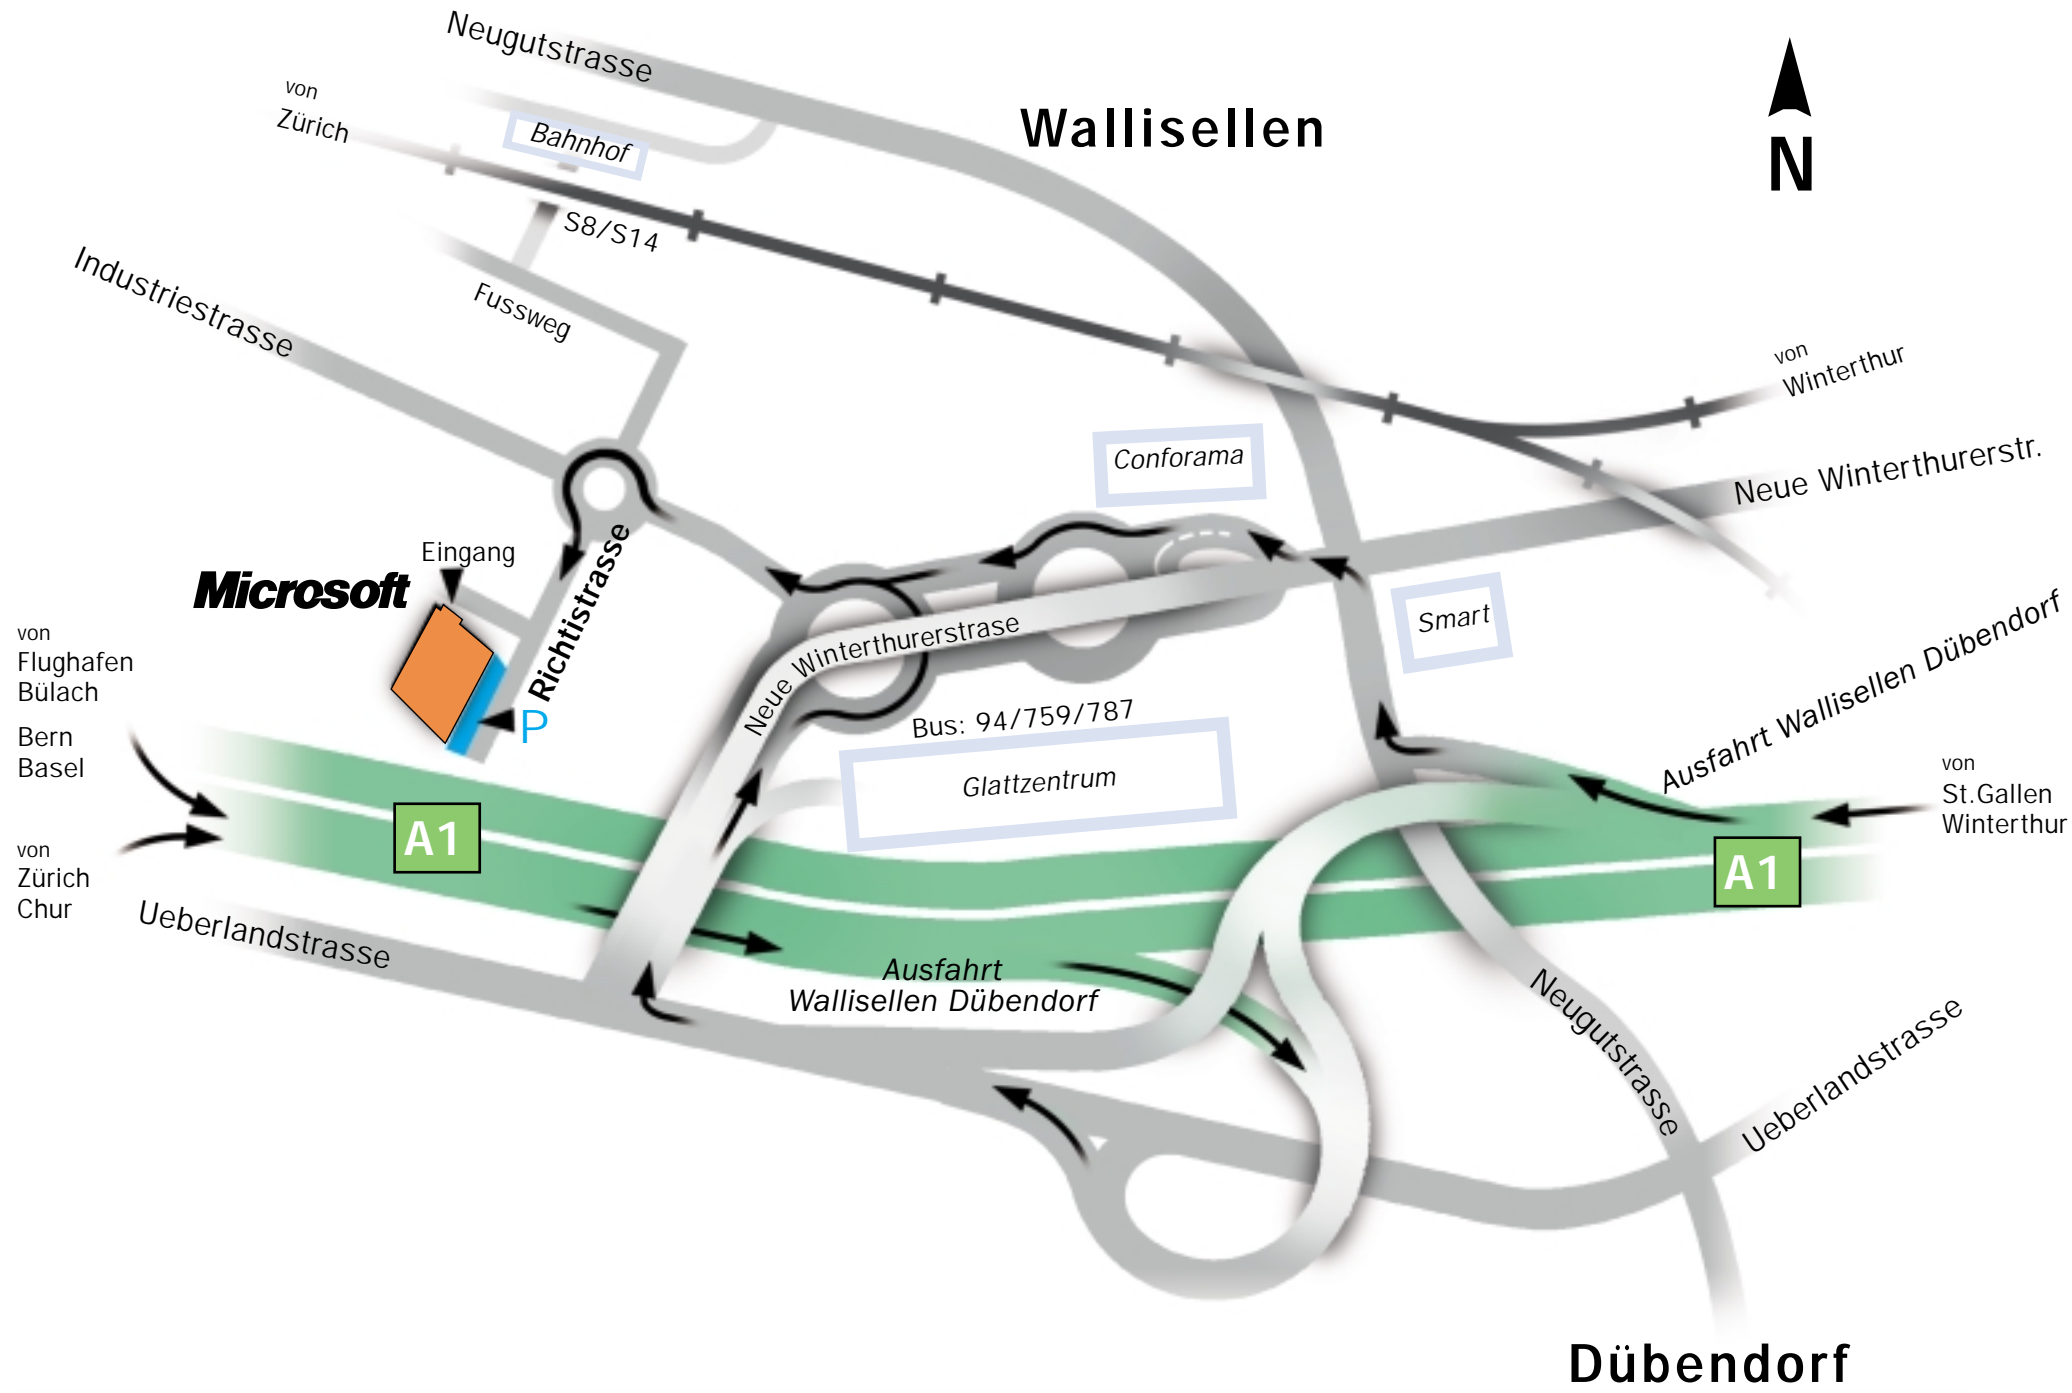 Neugutstrasse
von
Zürich
Bahnhof
Wallisellen
N
S8/S14
Industriestrasse
Fussweg
von
Winterthur
Conforama
Neue Winterthurerstr.
Eingang
Microsoft
Richtistrasse
Smart
Neue Winterthurerstrase
von
Flughafen
Bülach
Bern
Basel
P
Bus: 94/759/787
Glattzentrum
Ausfahrt Wallisellen Dübendorf
von
St.Gallen
Winterthur
A1
A1
von
Zürich
Chur
Ueberlandstrasse
Ausfahrt
Wallisellen Dübendorf
Neugutstrasse
Ueberlandstrasse
Dübendorf